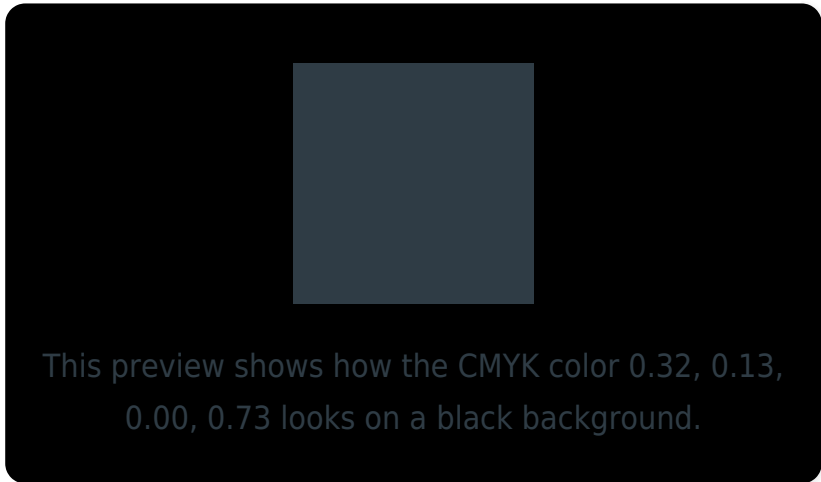 This preview shows how the CMYK color 0.32, 0.13,
0.00, 0.73 looks on a black background.